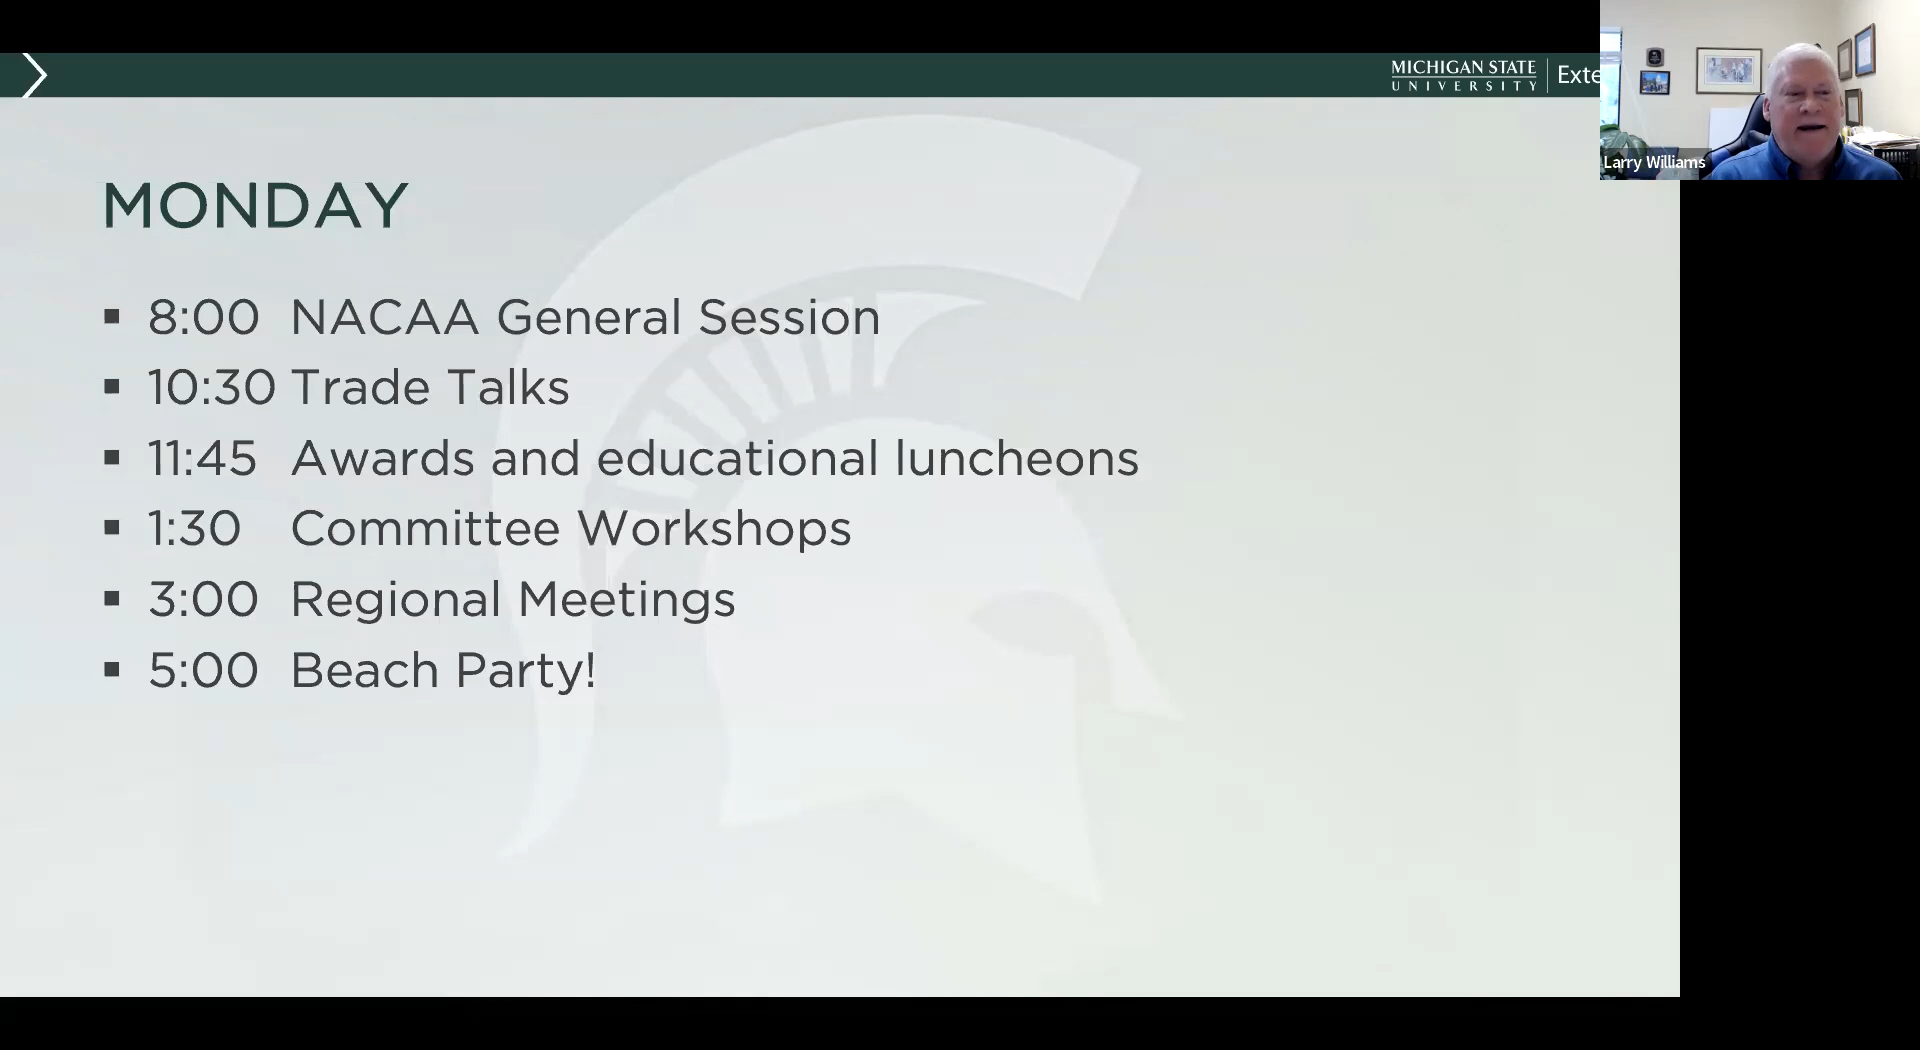 MICHIGAN STATE
UNIVERSITY
Exte
Larry Williams
MONDAY
▪ 8:00 NACAA General Session
▪ 10:30 Trade Talks
▪ 11:45 Awards and educational luncheons
▪ 1:30 Committee Workshops
▪ 3:00 Regional Meetings
▪ 5:00 Beach Party!